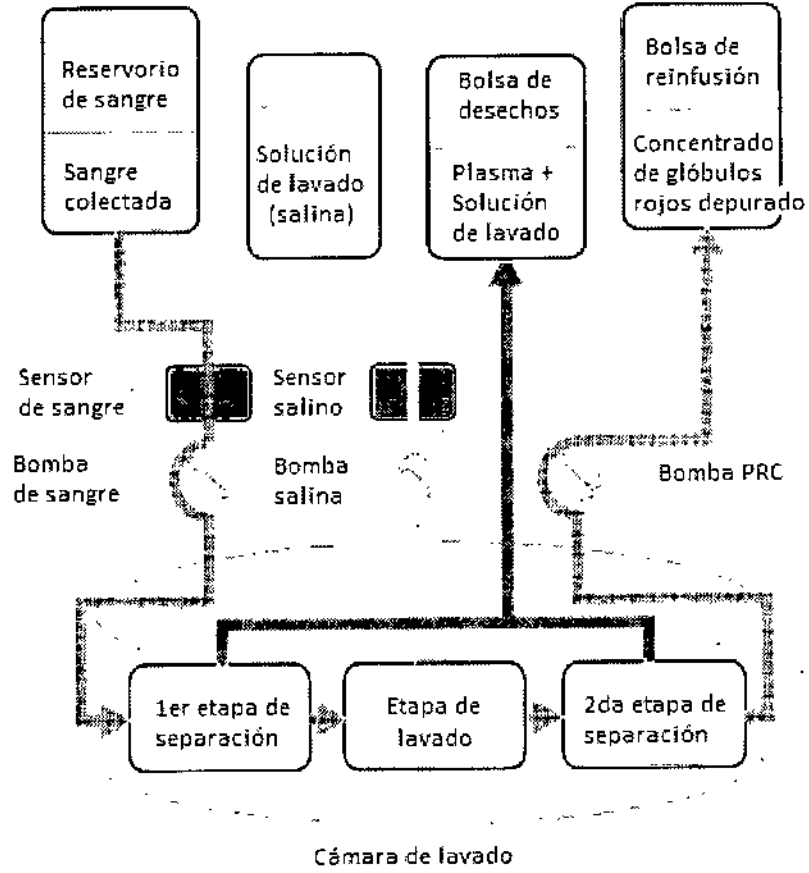 Reservorio
de sangre
Sangre
colectada
Solución
de lavado
(salina)
Bolsa de
desechos
Plasma +
Solución
de lavado
Bolsa de
reinfusión
Concentrado
de glóbulos
rojos depurado
Sensor
de sangre
Sensor
salino
Bomba
de sangre
Bomba
salina
Bomba PRC
1er etapa de
separación
Etapa de
lavado
2da etapa de
separación
Cámara de lavado